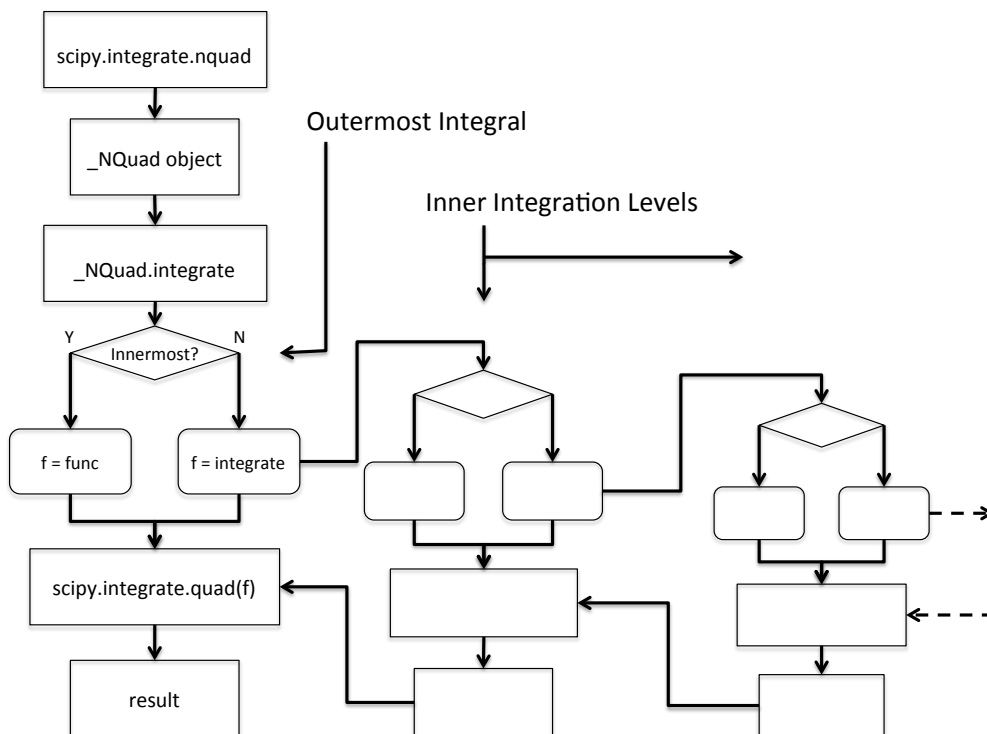 scipy.integrate.nquad
Outermost Integral
_NQuad object
Inner Integration Levels
_NQuad.integrate
Y
N
Innermost?
f = func
f = integrate
scipy.integrate.quad(f)
result